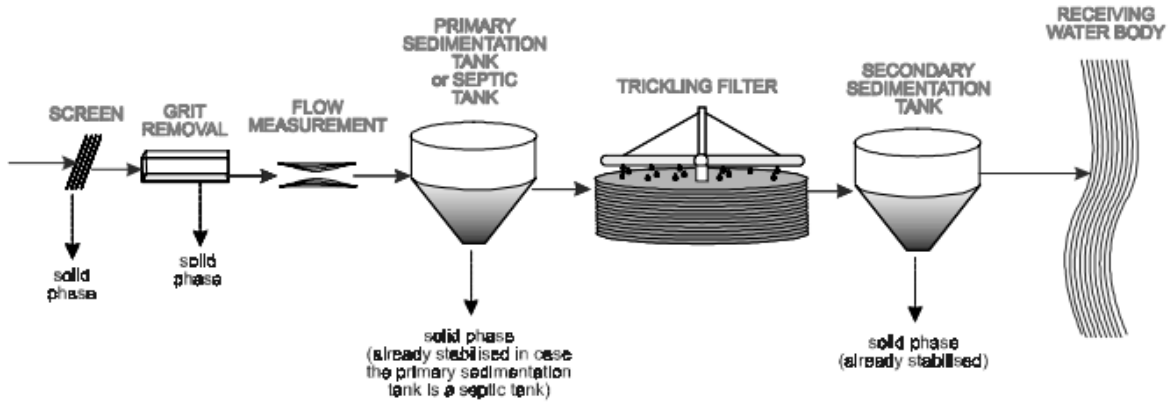 SCREEN
GRIT
REMOVAL
FLOW
MEASUREMENT
PRIMARY
SEDIMENTATION
TANK
or SEPTIC
TANK
TRICKLING FILTER
SECONDARY
SEDIMENTATION
TANK
RECEIVING
WATER BODY
solid
phase
solid
phase
solid phase
(already stabilised in case
the primary sedimentation
tank is a septic tank)
solid phase
(already stabilised)